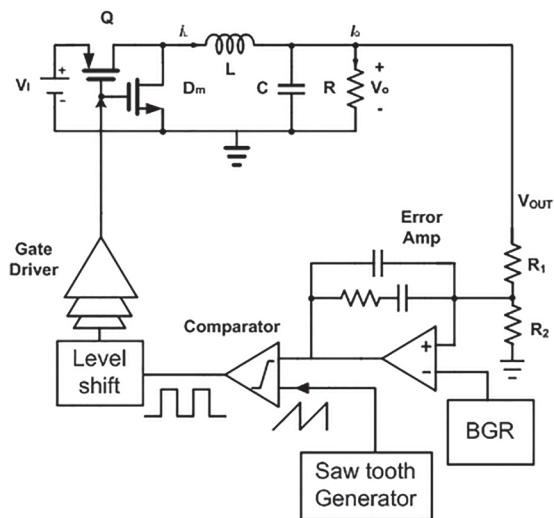 Q
iL
Io
VI
+
-
Dm
L
C
R
+
Vo
-
VOUT
Error
Amp
Gate
Driver
R1
R2
Comparator
+
-
Level
shift
BGR
Saw tooth
Generator